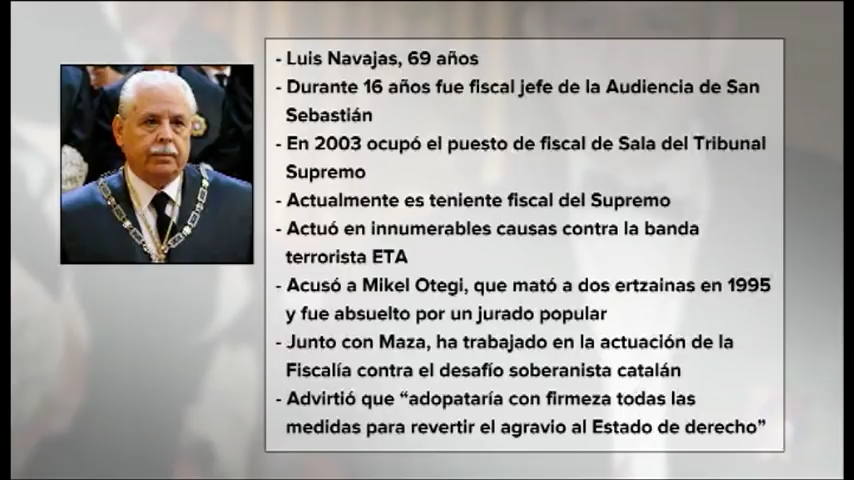 - Luis Navajas, 69 años
- Durante 16 años fue fiscal jefe de la Audiencia de San
Sebastián
- En 2003 ocupó el puesto de fiscal de Sala del Tribunal
Supremo
- Actualmente es teniente fiscal del Supremo
- Actuó en innumerables causas contra la banda
terrorista ETA
- Acusó a Mikel Otegi, que mató a dos ertzainas en 1995
y fue absuelto por un jurado popular
- Junto con Maza, ha trabajado en la actuación de la
Fiscalía contra el desafío soberanista catalán
- Advirtió que “adopataría con firmeza todas las
medidas para revertir el agravio al Estado de derecho”